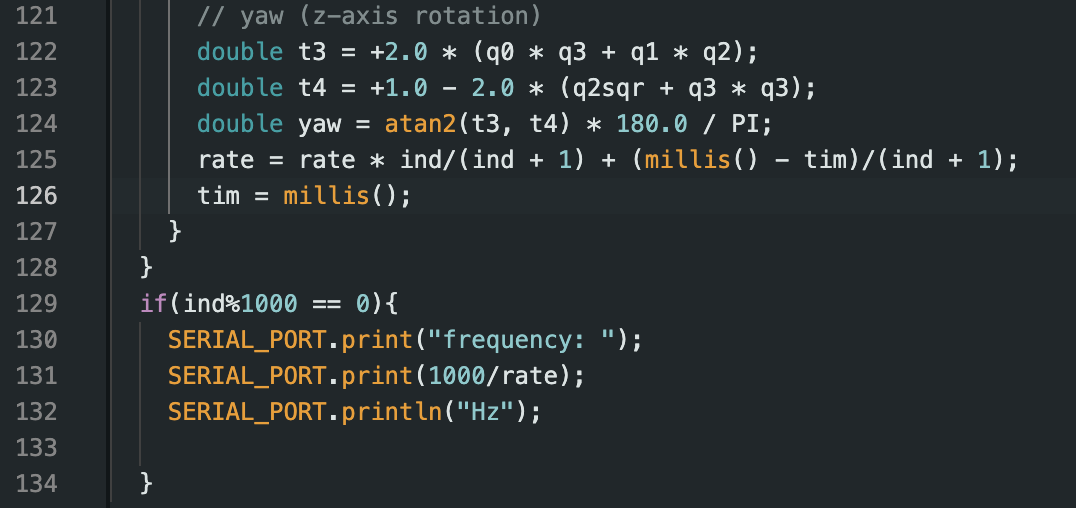 121 // yaw (z-axis rotation)
122 double t3 = +2.0 * (q0 * q3 + q1 * q2);
123 double t4 = +1.0 - 2.0 * (q2sqr + q3 * q3);
124 double yaw = atan2(t3, t4) * 180.0 / PI;
125 rate = rate * ind/(ind + 1) + (millis() - tim)/(ind + 1);
126 tim = millis();
127 }
128 }
129 if(ind%1000 == 0){
130 SERIAL_PORT.print("frequency: ");
131 SERIAL_PORT.print(1000/rate);
132 SERIAL_PORT.println("Hz");
133
134 }